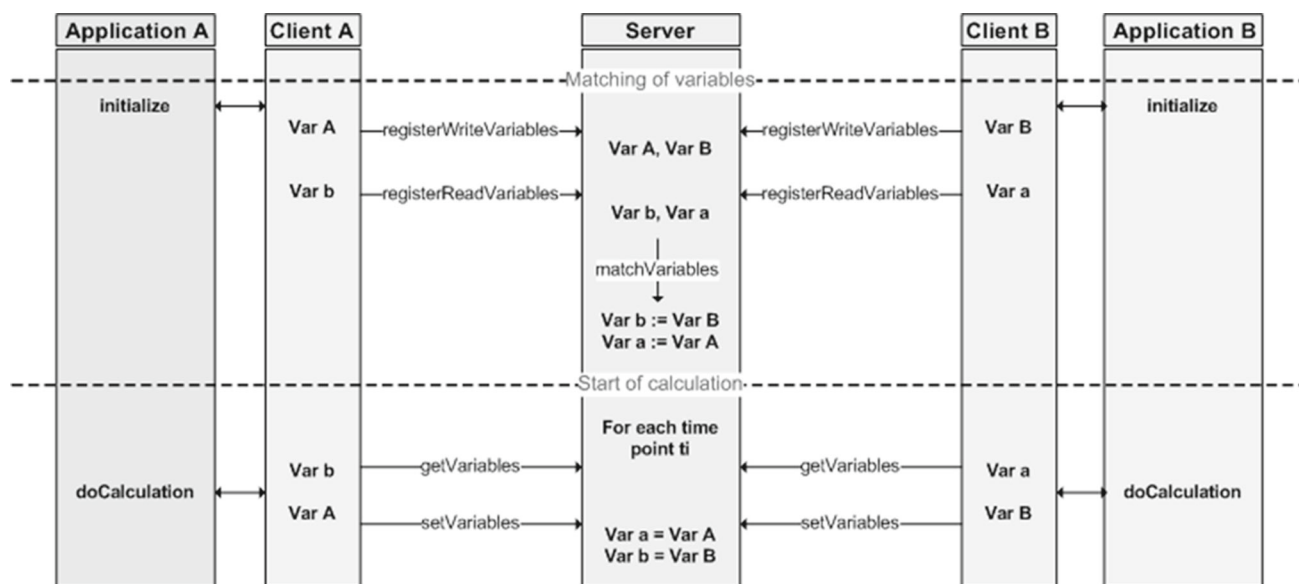 Application A Client A Server Client B Application B
Matching of variables
initialize initialize
Var A registerWriteVariables registerWriteVariables Var B
Var A, Var B
Var b registerReadVariables registerReadVariables Var a
Var b, Var a
matchVariables
Var b := Var B
Var a := Var A
Start of calculation
For each time
point ti
Var b getVariables getVariables Var a
doCalculation doCalculation
Var A setVariables setVariables Var B
Var a = Var A
Var b = Var B